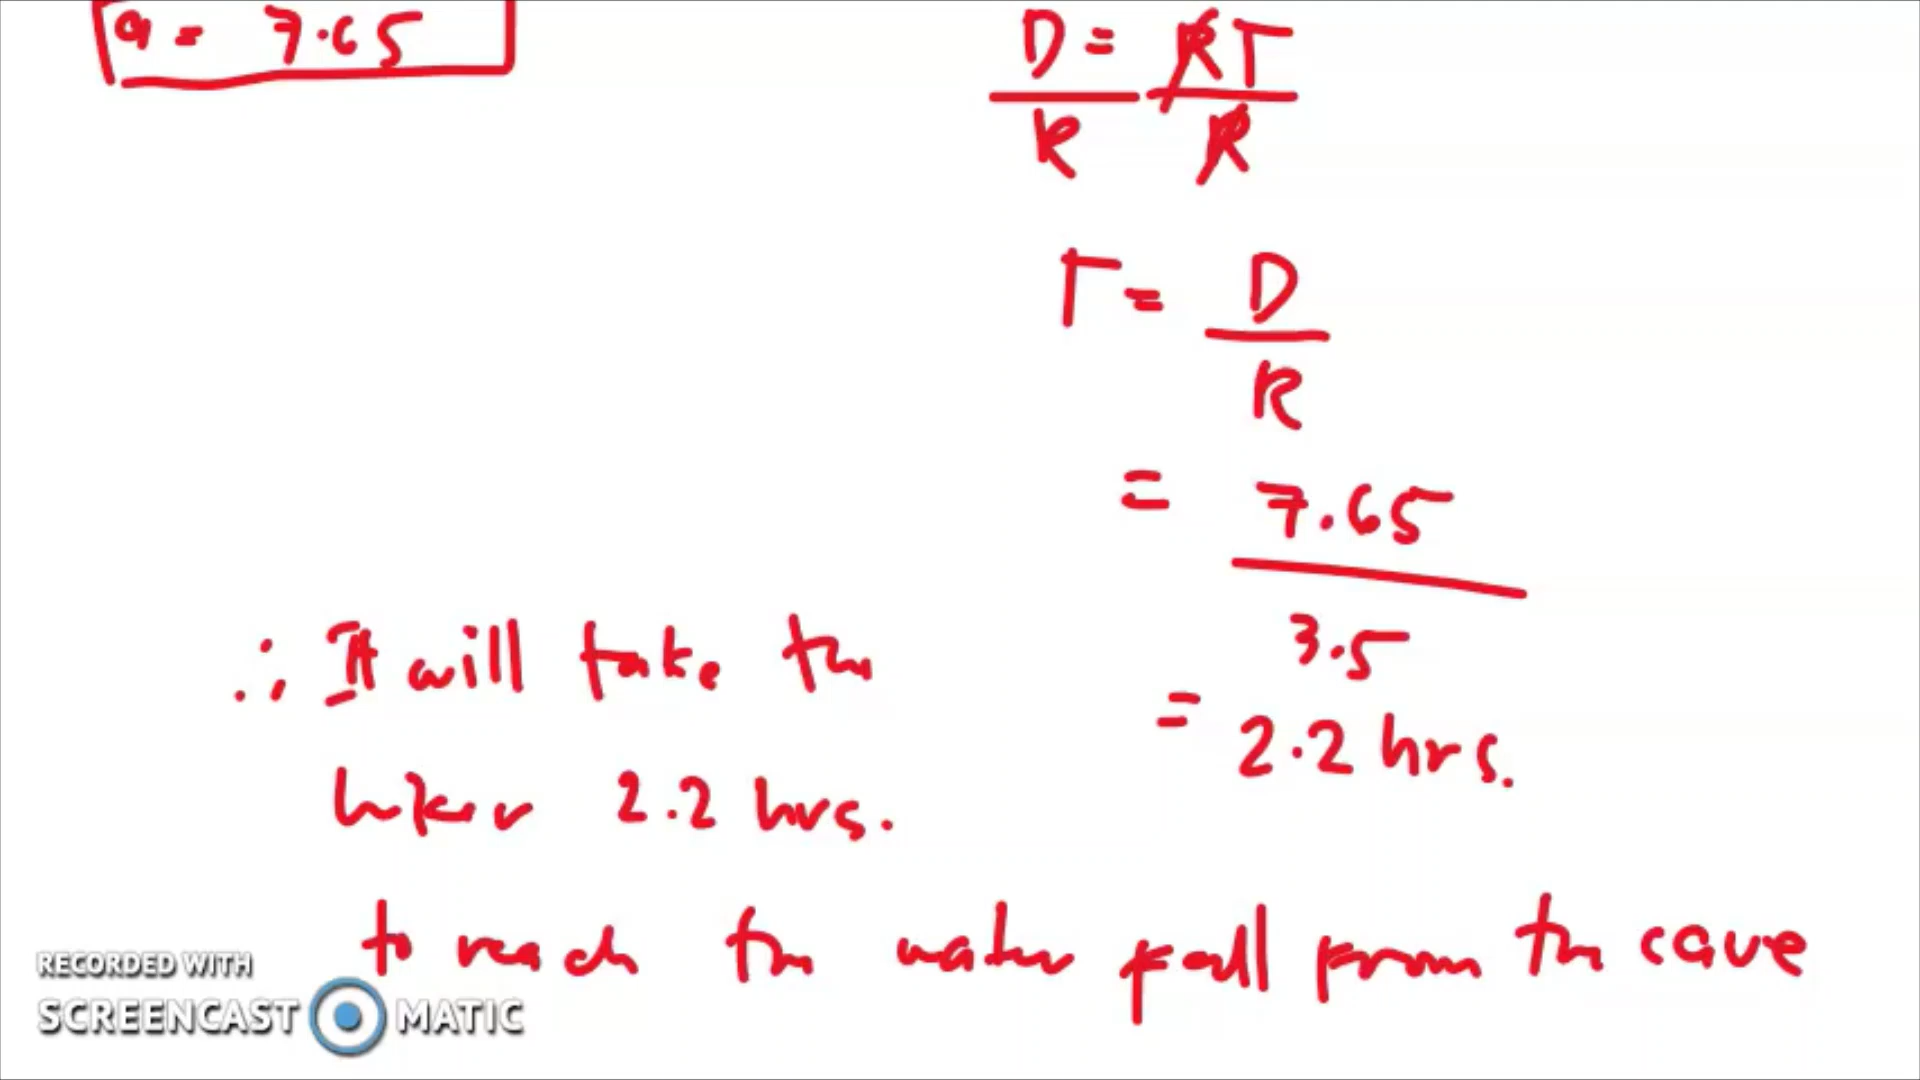 a = 7.65
D = RT
R R
T = D
R
= 7.65
3.5
= 2.2 hrs.
∴ It will take the
hiker 2.2 hrs.
to reach the water fall from the cave
RECORDED WITH
SCREENCAST MATIC